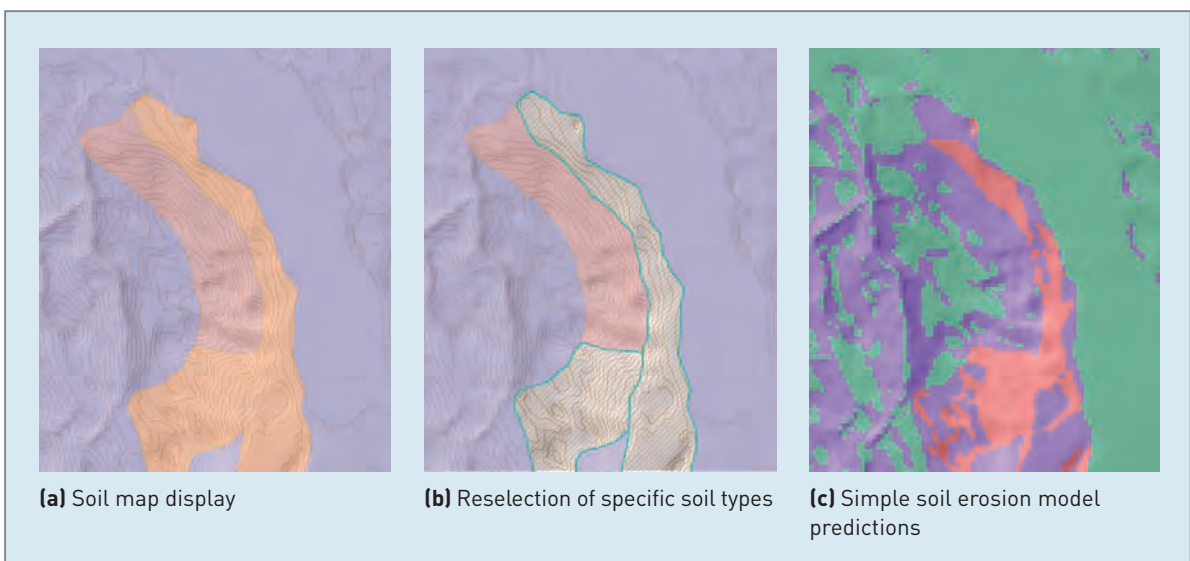 (a) Soil map display
(b) Reselection of specific soil types
(c) Simple soil erosion model
predictions